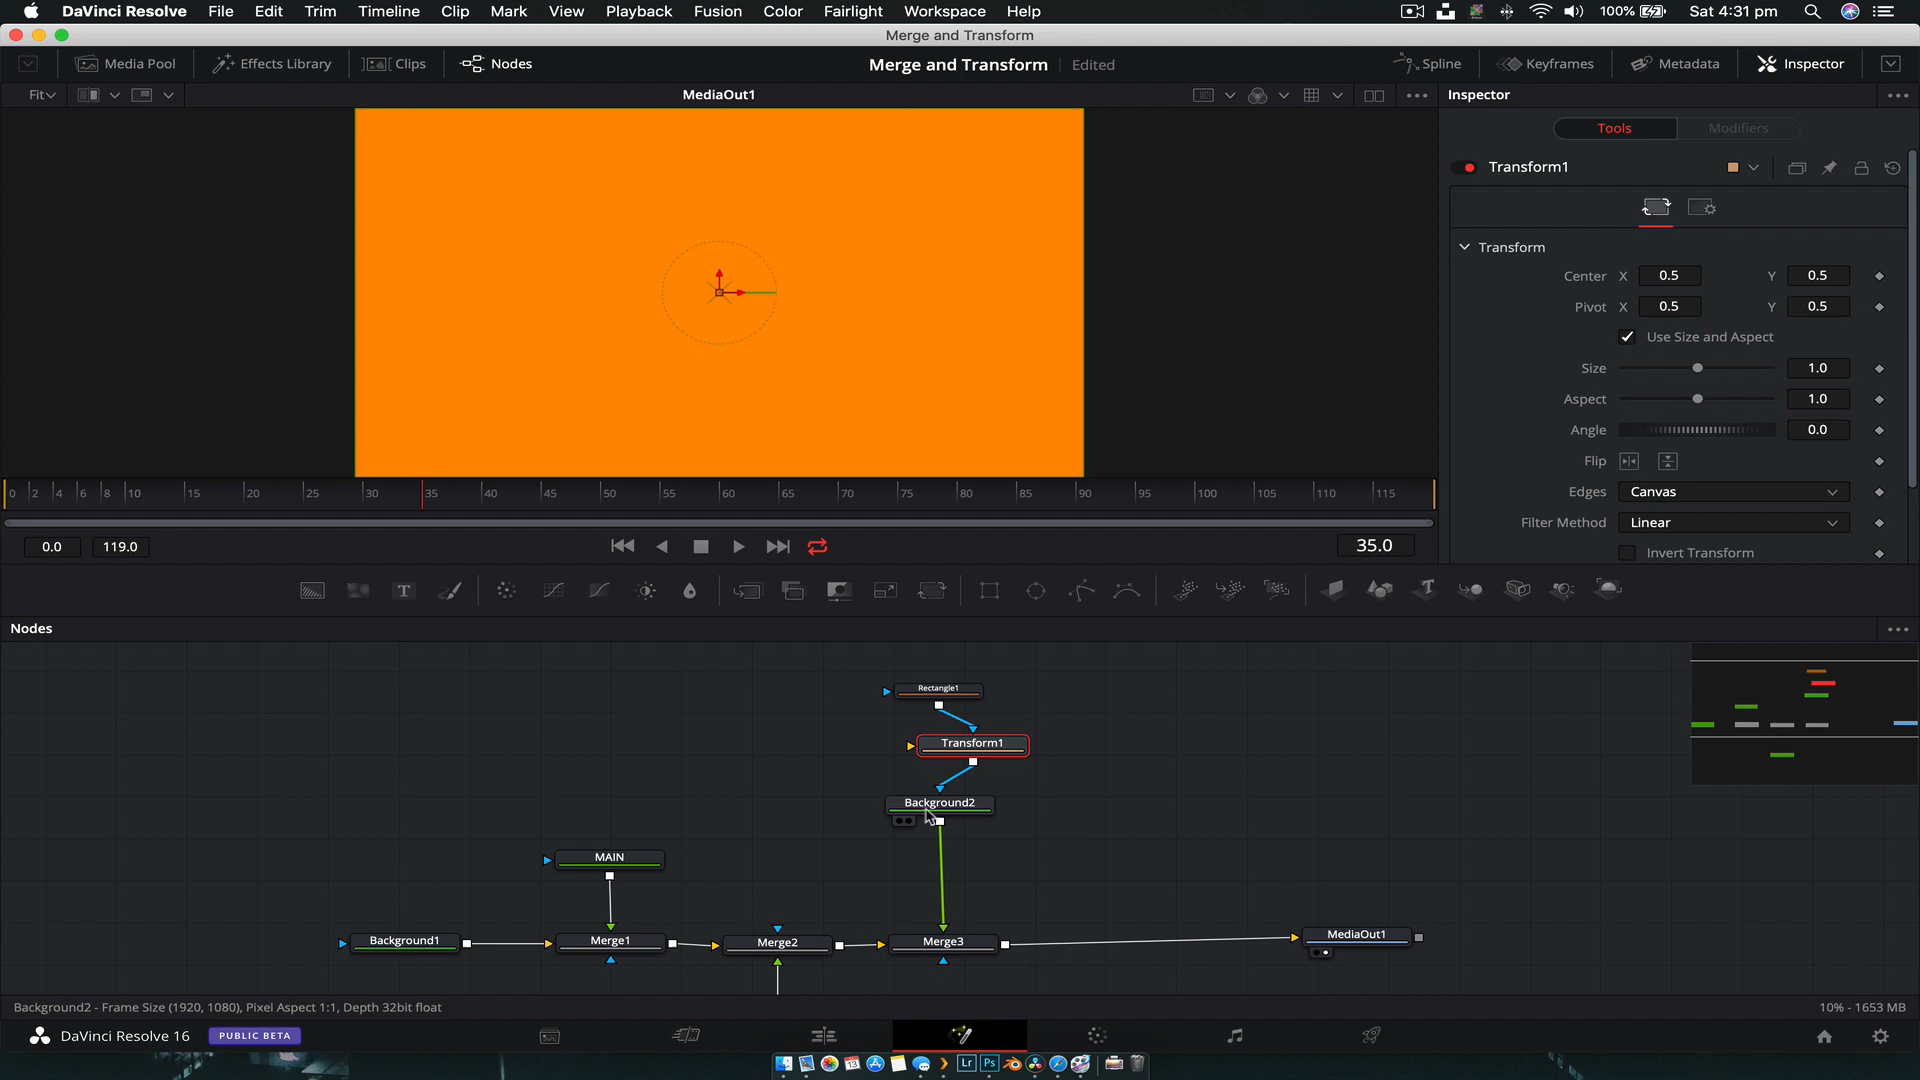 DaVinci Resolve File Edit Trim Timeline Clip Mark View Playback Fusion Color Fairlight Workspace Help 100% Sat 4:31 pm
Merge and Transform
Media Pool Effects Library Clips Nodes Merge and Transform Edited Spline Keyframes Metadata Inspector
Fit MediaOut1 Inspector
Tools Modifiers
Transform1
Transform
Center X 0.5 Y 0.5
Pivot X 0.5 Y 0.5
Use Size and Aspect
Size 1.0
Aspect 1.0
Angle 0.0
Flip
Edges Canvas
Filter Method Linear
Invert Transform
0 2 4 6 8 10 15 20 25 30 35 40 45 50 55 60 65 70 75 80 85 90 95 100 105 110 115
0.0 119.0 35.0
T T
Nodes
Rectangle1
Transform1
Background2
MAIN
Background1 Merge1 Merge2 Merge3 MediaOut1
Background2 - Frame Size (1920, 1080), Pixel Aspect 1:1, Depth 32bit float 10% - 1653 MB
DaVinci Resolve 16 PUBLIC BETA
13 Lr Ps